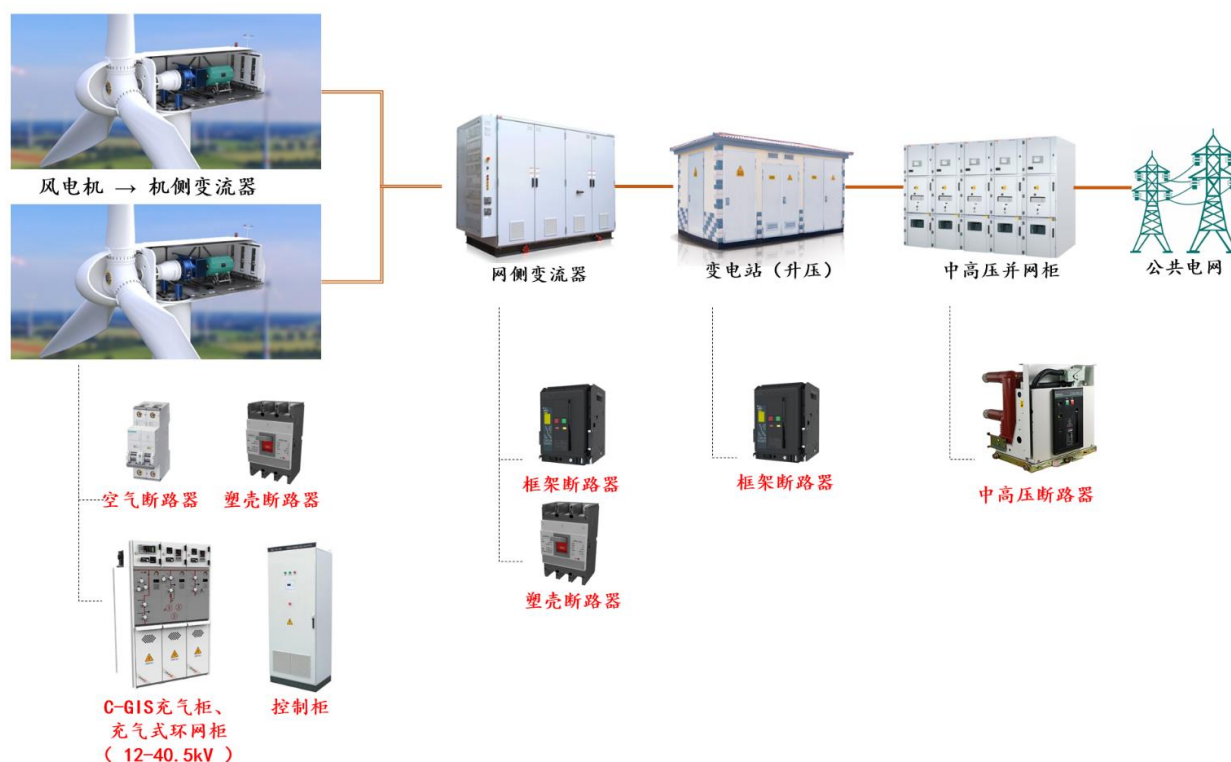 风电机 → 机侧变流器
网侧变流器
变电站（升压）
中高压并网柜
公共电网
空气断路器
塑壳断路器
框架断路器
框架断路器
中高压断路器
塑壳断路器
C-GIS充气柜、
充气式环网柜
（ 12-40.5kV ）
控制柜